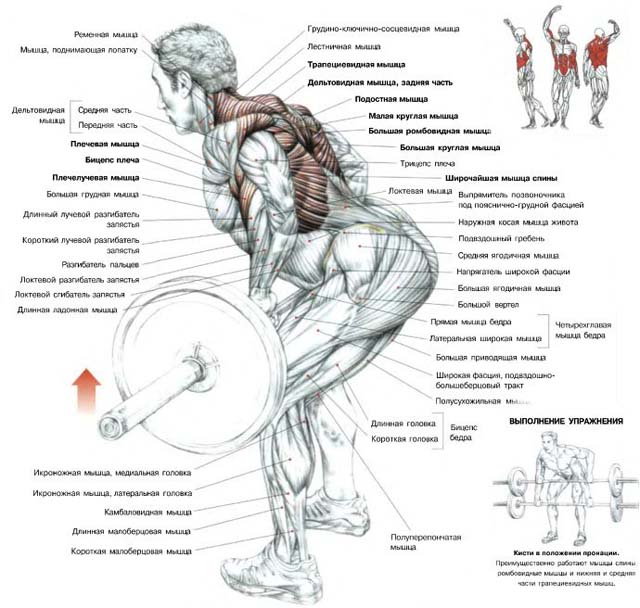 Ременная мышца
Мышца, поднимающая лопатку
Дельтовидная
мышца
Средняя часть
Передняя часть
Плечевая мышца
Бицепс плеча
Плечелучевая мышца
Большая грудная мышца
Длинный лучевой разгибатель
запястья
Короткий лучевой разгибатель
запястья
Разгибатель пальцев
Локтевой разгибатель запястья
Локтевой сгибатель запястья
Длинная ладонная мышца
Грудино-ключично-сосцевидная мышца
Лестничная мышца
Трапециевидная мышца
Дельтовидная мышца, задняя часть
Подостная мышца
Малая круглая мышца
Большая ромбовидная мышца
Большая круглая мышца
Трицепс плеча
Широчайшая мышца спины
Локтевая мышца
Выпрямитель позвоночника
под пояснично-грудной фасцией
Наружная косая мышца живота
Подвздошный гребень
Средняя ягодичная мышца
Напрягатель широкой фасции
Большая ягодичная мышца
Большой вертел
Прямая мышца бедра
Латеральная широкая мышца
Четырехглавая
мышца бедра
Большая приводящая мышца
Широкая фасция, подвздошно-
большеберцовый тракт
Полусухожильная
Длинная головка
Короткая головка
Бицепс
бедра
Икроножная мышца, медиальная головка
Икроножная мышца, латеральная головка
Камбаловидная мышца
Длинная малоберцовая мышца
Короткая малоберцовая мышца
Полуперепончатая
мышца
ВЫПОЛНЕНИЕ УПРАЖНЕНИЯ
Кисти в положении пронации.
Преимущественно работают мышцы спины
ромбовидные мышцы и нижняя и средняя
части трапециевидных мышц.